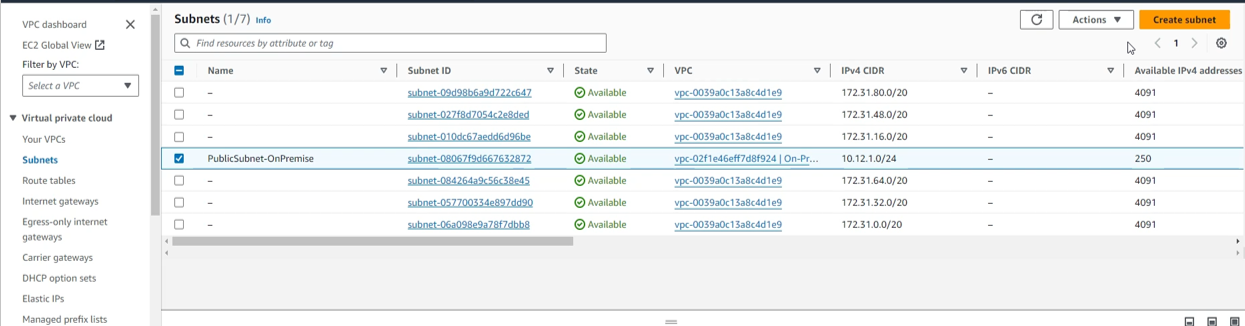 VPC dashboard
EC2 Global View
Filter by VPC:
Select a VPC
Virtual private cloud
Your VPCs
Subnets
Route tables
Internet gateways
Egress-only internet
gateways
Carrier gateways
DHCP option sets
Elastic IPs
Managed prefix lists
Subnets (1/7) Info
Actions
Create subnet
Find resources by attribute or tag
1
Name Subnet ID State VPC IPv4 CIDR IPv6 CIDR Available IPv4 addresses
– subnet-09d98b6a9d722c647 Available vpc-0039a0c13a8c4d1e9 172.31.80.0/20 – 4091
– subnet-027f8d7054c2e8ded Available vpc-0039a0c13a8c4d1e9 172.31.48.0/20 – 4091
– subnet-010dc67aedd6d96be Available vpc-0039a0c13a8c4d1e9 172.31.16.0/20 – 4091
PublicSubnet-OnPremise subnet-08067f9d667632872 Available vpc-02f1e46eff7d8f924 | On-Pr... 10.12.1.0/24 – 250
– subnet-084264a9c56c38e45 Available vpc-0039a0c13a8c4d1e9 172.31.64.0/20 – 4091
– subnet-057700334e897dd90 Available vpc-0039a0c13a8c4d1e9 172.31.32.0/20 – 4091
– subnet-06a098e9a78f7dbb8 Available vpc-0039a0c13a8c4d1e9 172.31.0.0/20 – 4091